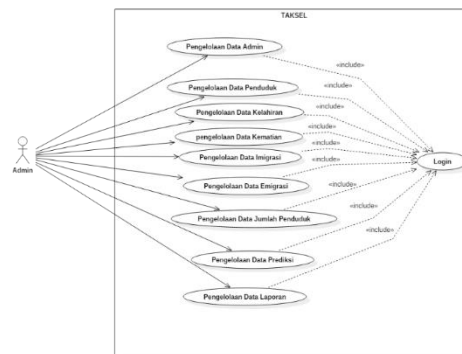 TAKSEL
Pengelolaan Data Admin
«include»
Pengelolaan Data Penduduk
«include»
Pengelolaan Data Kelahiran
«include»
pengelolaan Data Kematian
«include»
Pengelolaan Data Imigrasi
«include»
Login
Admin
Pengelolaan Data Emigrasi
«include»
«include»
Pengelolaan Data Jumlah Penduduk
«include»
Pengelolaan Data Prediksi
«include»
Pengelolaan Data Laporan